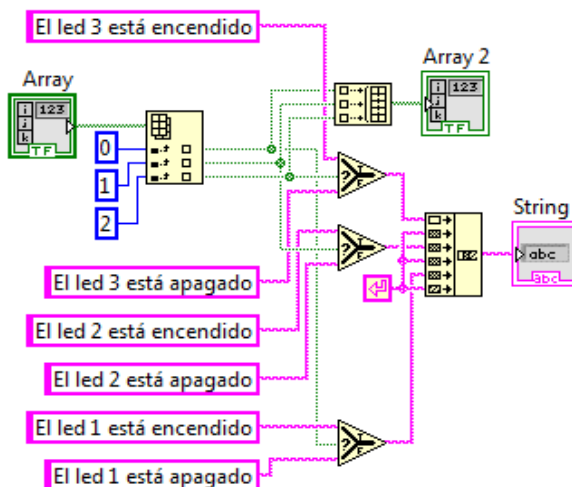 El led 3 está encendido
Array
Array 2
i
j
k
123
TF
i
j
k
123
TF
0
1
2
?
T
F
?
T
F
String
abc
abc
El led 3 está apagado
El led 2 está encendido
El led 2 está apagado
El led 1 está encendido
?
T
F
El led 1 está apagado